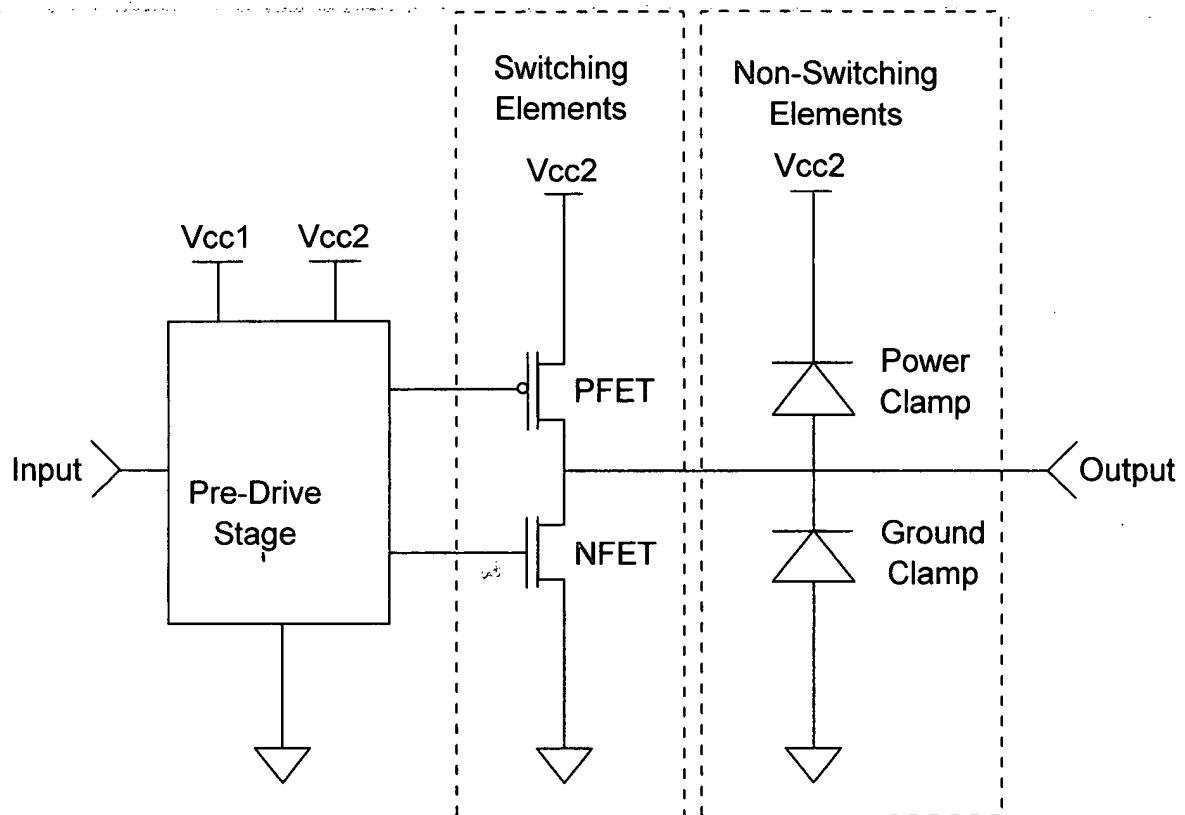 Switching
Elements
Non-Switching
Elements
Vcc2
Vcc2
Vcc1
Vcc2
PFET
Power
Clamp
Input
Pre-Drive
Stage
Output
NFET
Ground
Clamp